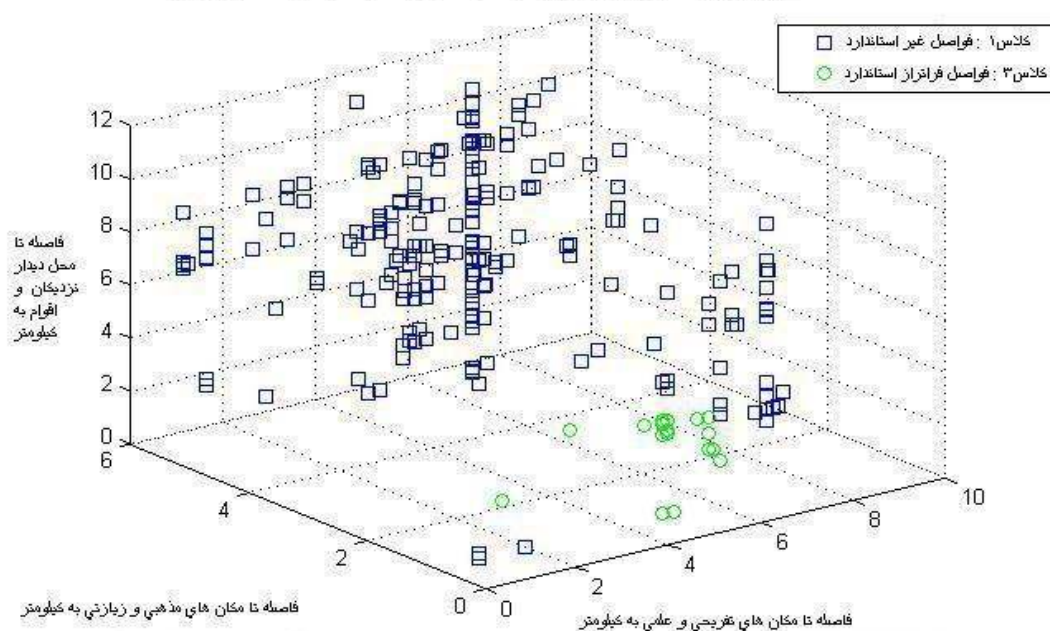 کلاس۱ : فواصل غیر استاندارد
کلاس۳ : فواصل فراتراز استاندارد
12
10
8
6
4
2
0
فاصله تا
محل دیدار
نزدیکان و
اقوام به
کیلومتر
6
4
2
0
فاصله تا مکان های مذهبی و زیارتی به کیلومتر
0
2
4
6
8
10
فاصله تا مکان های تفریحی و علمی به کیلومتر